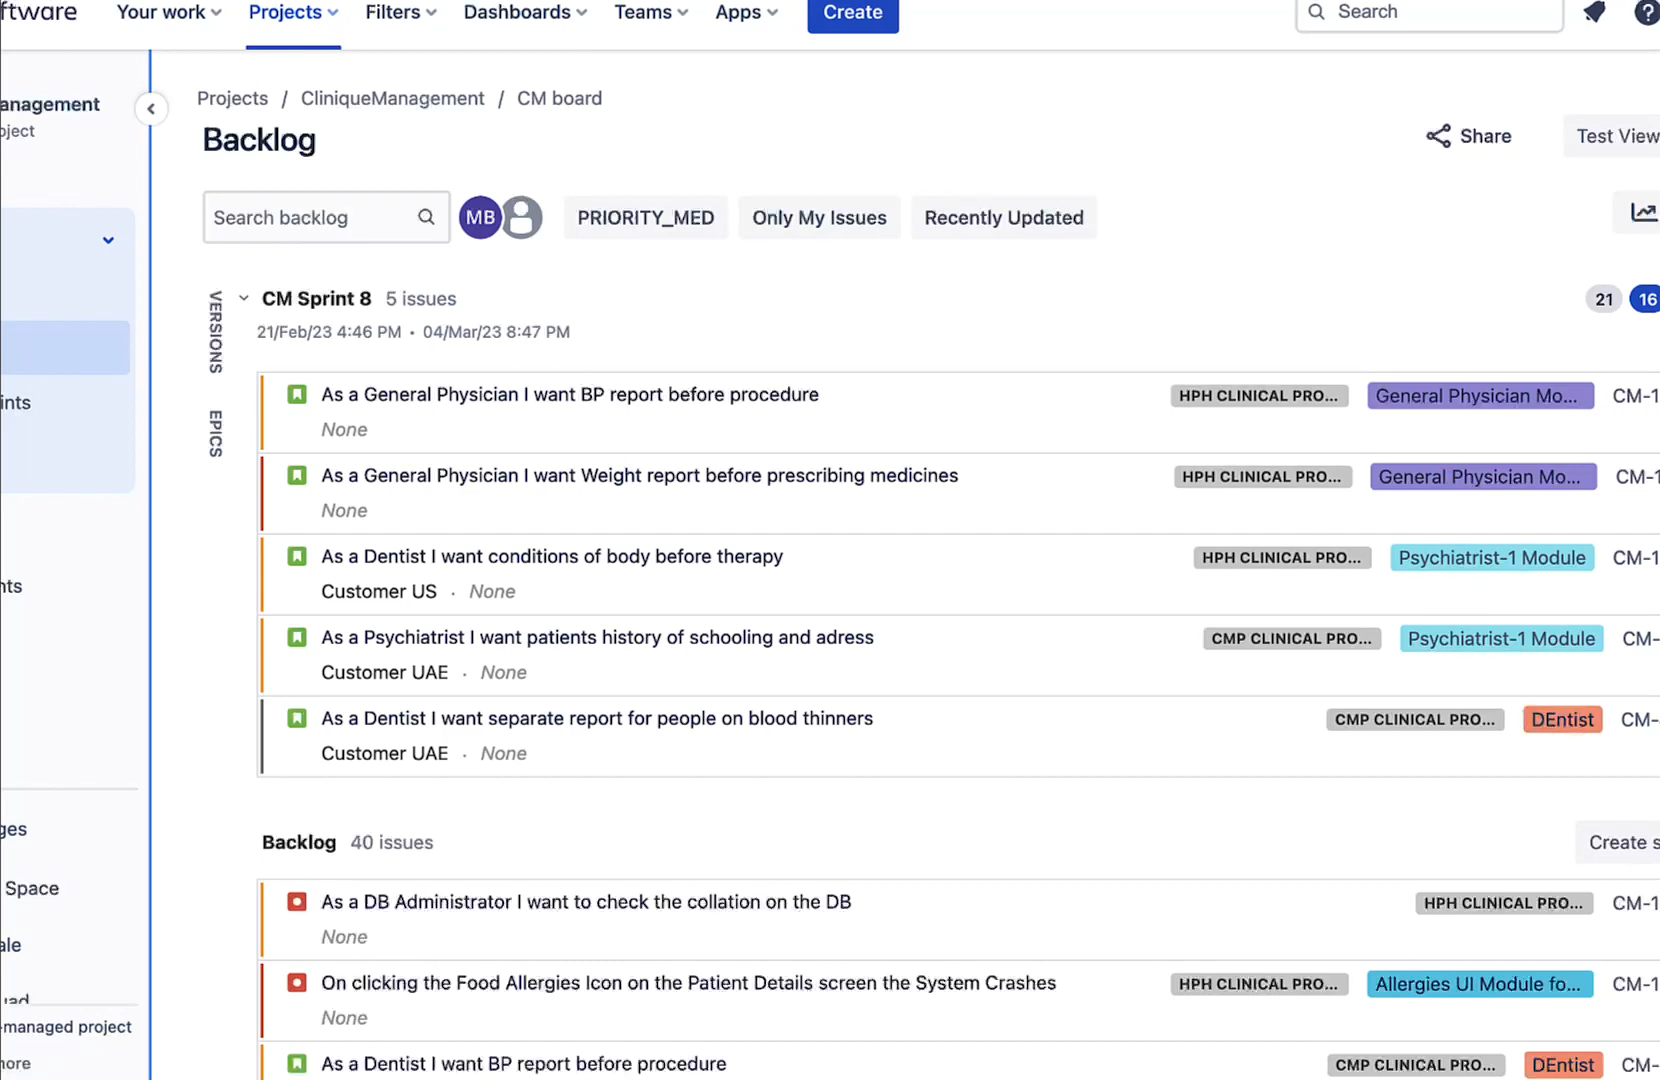 ftware Your work Projects Filters Dashboards Teams Apps Create Search ?
anagement
oject
Projects / CliniqueManagement / CM board
Backlog
Share Test View
Search backlog MB PRIORITY_MED Only My Issues Recently Updated
VERSIONS
EPICS
CM Sprint 8 5 issues 21 16
21/Feb/23 4:46 PM • 04/Mar/23 8:47 PM
As a General Physician I want BP report before procedure HPH CLINICAL PRO... General Physician Mo... CM-1
None
ints
As a General Physician I want Weight report before prescribing medicines HPH CLINICAL PRO... General Physician Mo... CM-1
None
As a Dentist I want conditions of body before therapy HPH CLINICAL PRO... Psychiatrist-1 Module CM-1
Customer US . None
nts
As a Psychiatrist I want patients history of schooling and adress CMP CLINICAL PRO... Psychiatrist-1 Module CM-
Customer UAE . None
As a Dentist I want separate report for people on blood thinners CMP CLINICAL PRO... DEntist CM-
Customer UAE . None
ges
Space
ale
uad
-managed project
more
Backlog 40 issues Create s
As a DB Administrator I want to check the collation on the DB HPH CLINICAL PRO... CM-1
None
On clicking the Food Allergies Icon on the Patient Details screen the System Crashes HPH CLINICAL PRO... Allergies UI Module fo... CM-1
None
As a Dentist I want BP report before procedure CMP CLINICAL PRO... DEntist CM-